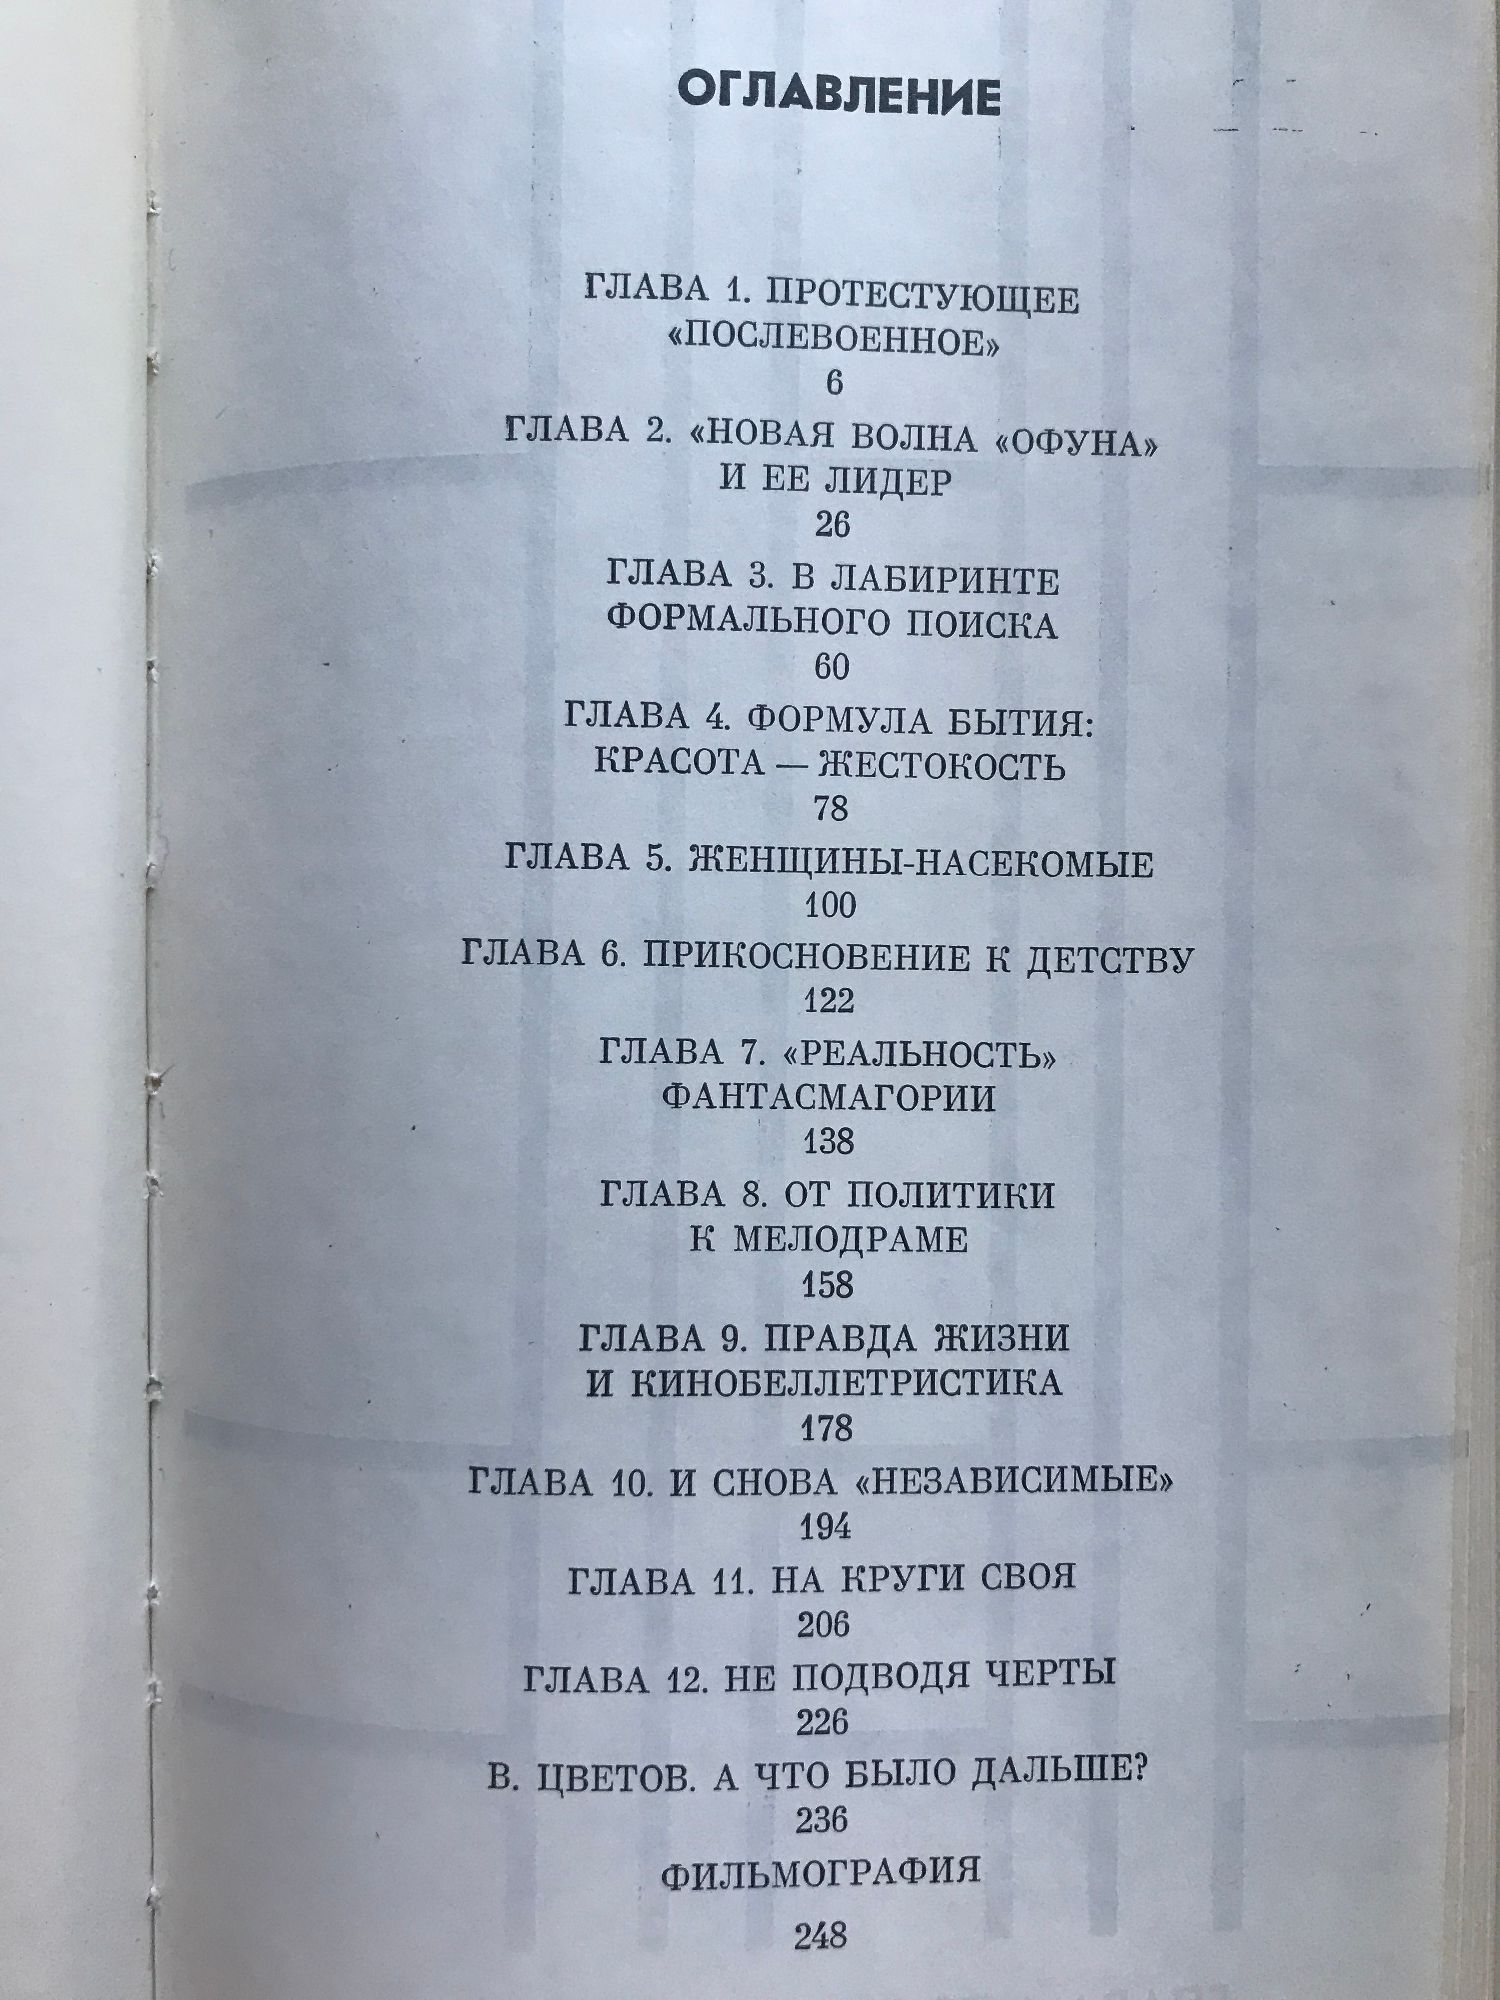 ОГЛАВЛЕНИЕ
ГЛАВА 1. ПРОТЕСТУЮЩЕЕ
«ПОСЛЕВОЕННОЕ»
6
ГЛАВА 2. «НОВАЯ ВОЛНА «ОФУНА»
И ЕЕ ЛИДЕР
26
ГЛАВА 3. В ЛАБИРИНТЕ
ФОРМАЛЬНОГО ПОИСКА
60
ГЛАВА 4. ФОРМУЛА БЫТИЯ:
КРАСОТА — ЖЕСТОКОСТЬ
78
ГЛАВА 5. ЖЕНЩИНЫ-НАСЕКОМЫЕ
100
ГЛАВА 6. ПРИКОСНОВЕНИЕ К ДЕТСТВУ
122
ГЛАВА 7. «РЕАЛЬНОСТЬ»
ФАНТАСМАГОРИИ
138
ГЛАВА 8. ОТ ПОЛИТИКИ
К МЕЛОДРАМЕ
158
ГЛАВА 9. ПРАВДА ЖИЗНИ
И КИНОБЕЛЛЕТРИСТИКА
178
ГЛАВА 10. И СНОВА «НЕЗАВИСИМЫЕ»
194
ГЛАВА 11. НА КРУГИ СВОЯ
206
ГЛАВА 12. НЕ ПОДВОДЯ ЧЕРТЫ
226
В. ЦВЕТОВ. А ЧТО БЫЛО ДАЛЬШЕ?
236
ФИЛЬМОГРАФИЯ
248